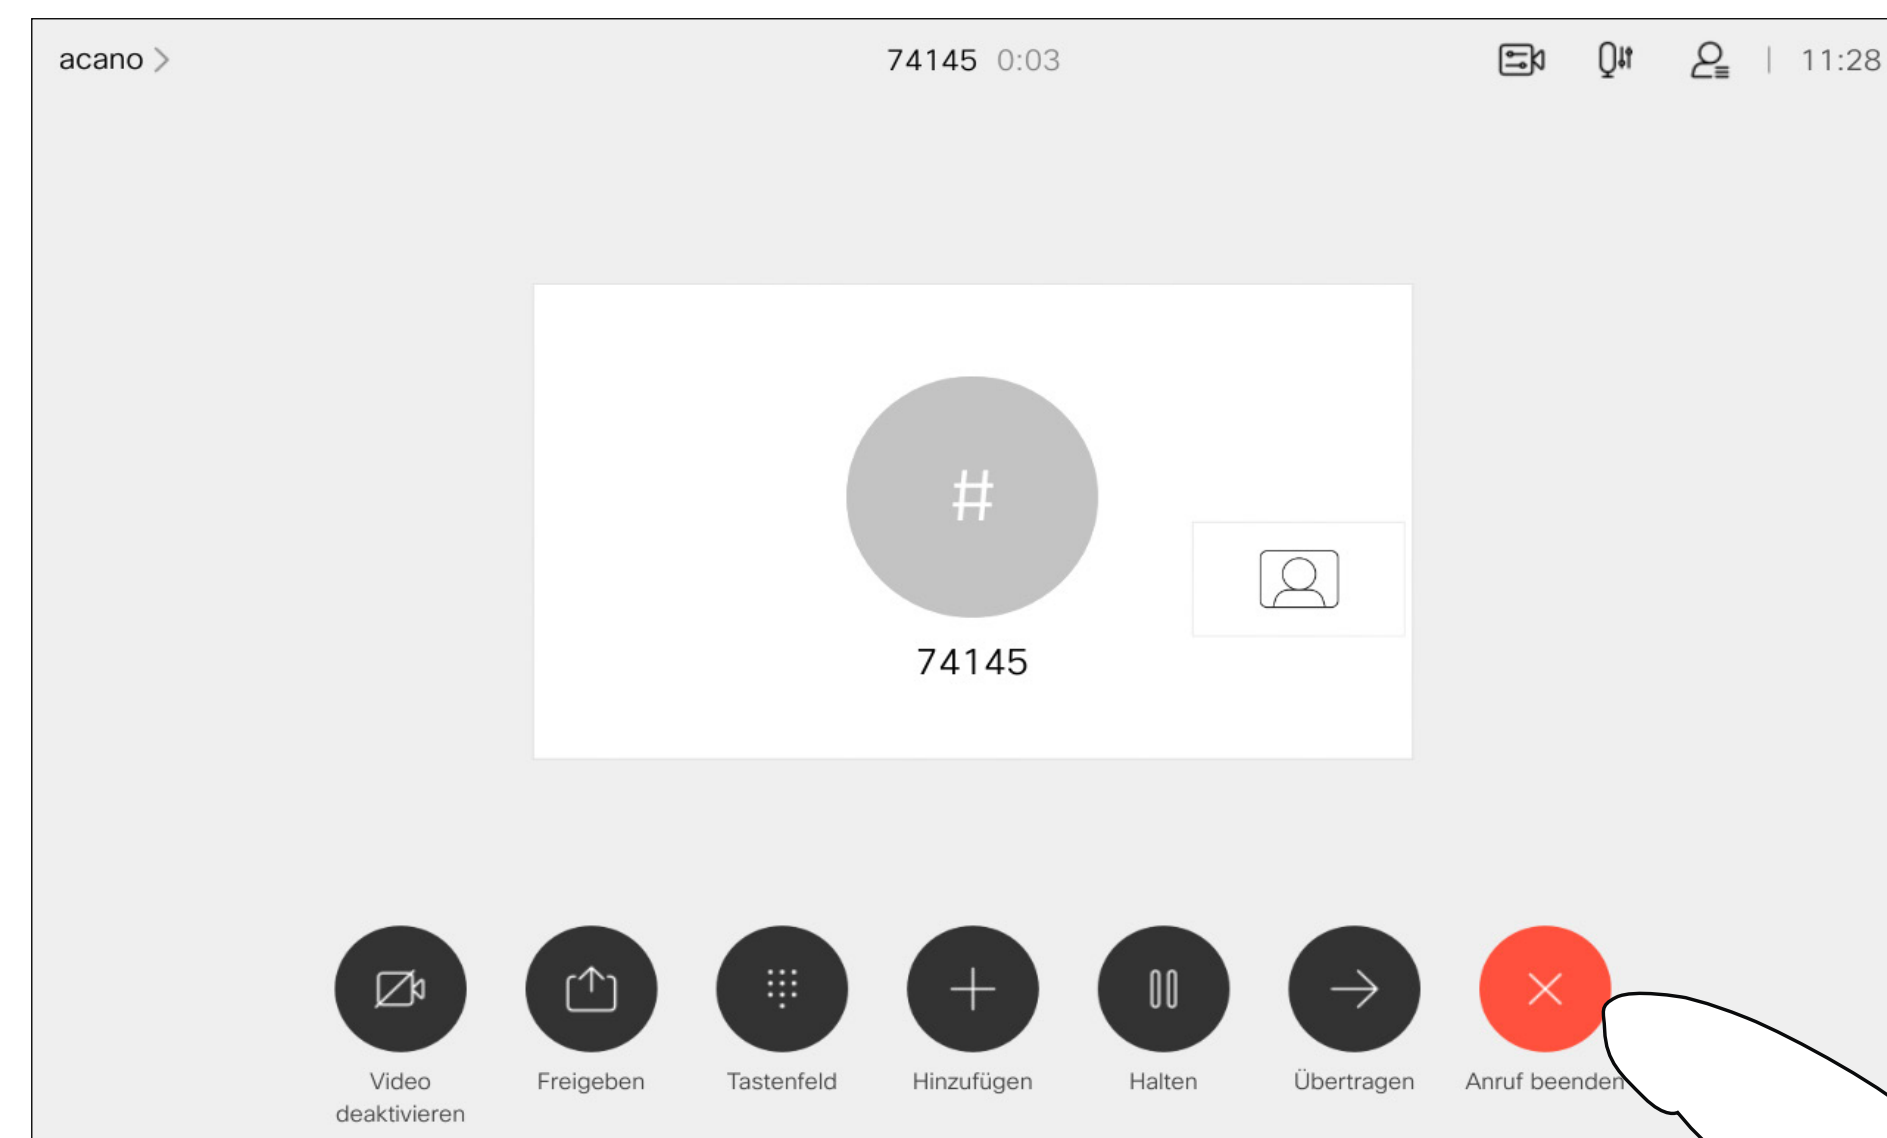 acano
74145 0:03
11:28
#
74145
Video
deaktivieren
Freigeben
Tastenfeld
Hinzufügen
Halten
Übertragen
Anruf beenden